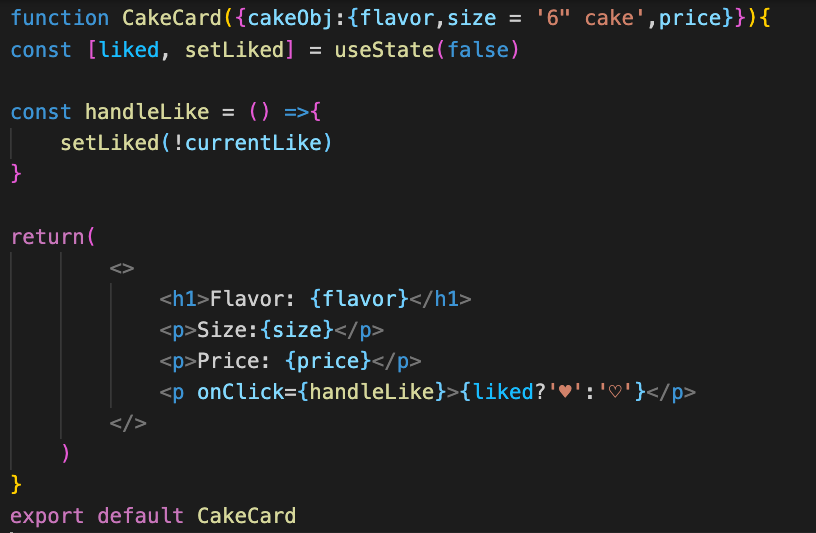 function CakeCard({cakeObj:{flavor,size = '6" cake',price}}){
const [liked, setLiked] = useState(false)
const handleLike = () =>{
setLiked(!currentLike)
}
return(
<>
<h1>Flavor: {flavor}</h1>
<p>Size:{size}</p>
<p>Price: {price}</p>
<p onClick={handleLike}>{liked?'♥':'♡'}</p>
</>
)
}
export default CakeCard